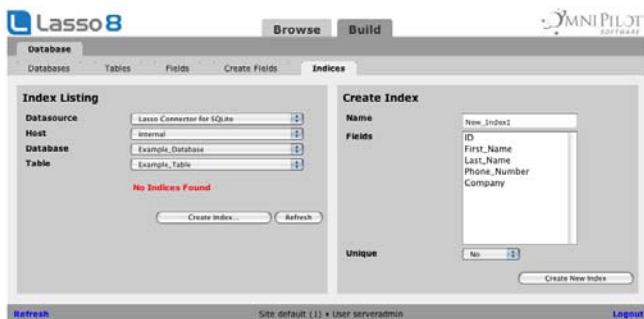 Lasso 8
Browse
Build
OMNIPILOT
SOFTWARE
Database
Databases
Tables
Fields
Create Fields
Indices
Index Listing
Datasource
Lasso Connector for SQLite
Host
Internal
Database
Example_Database
Table
Example_Table
No Indices Found
Create Index...
Refresh
Create Index
Name
New_Index1
Fields
ID
First_Name
Last_Name
Phone_Number
Company
Unique
No
Create New Index
Refresh
Site default (1) • User serveradmin
Logout